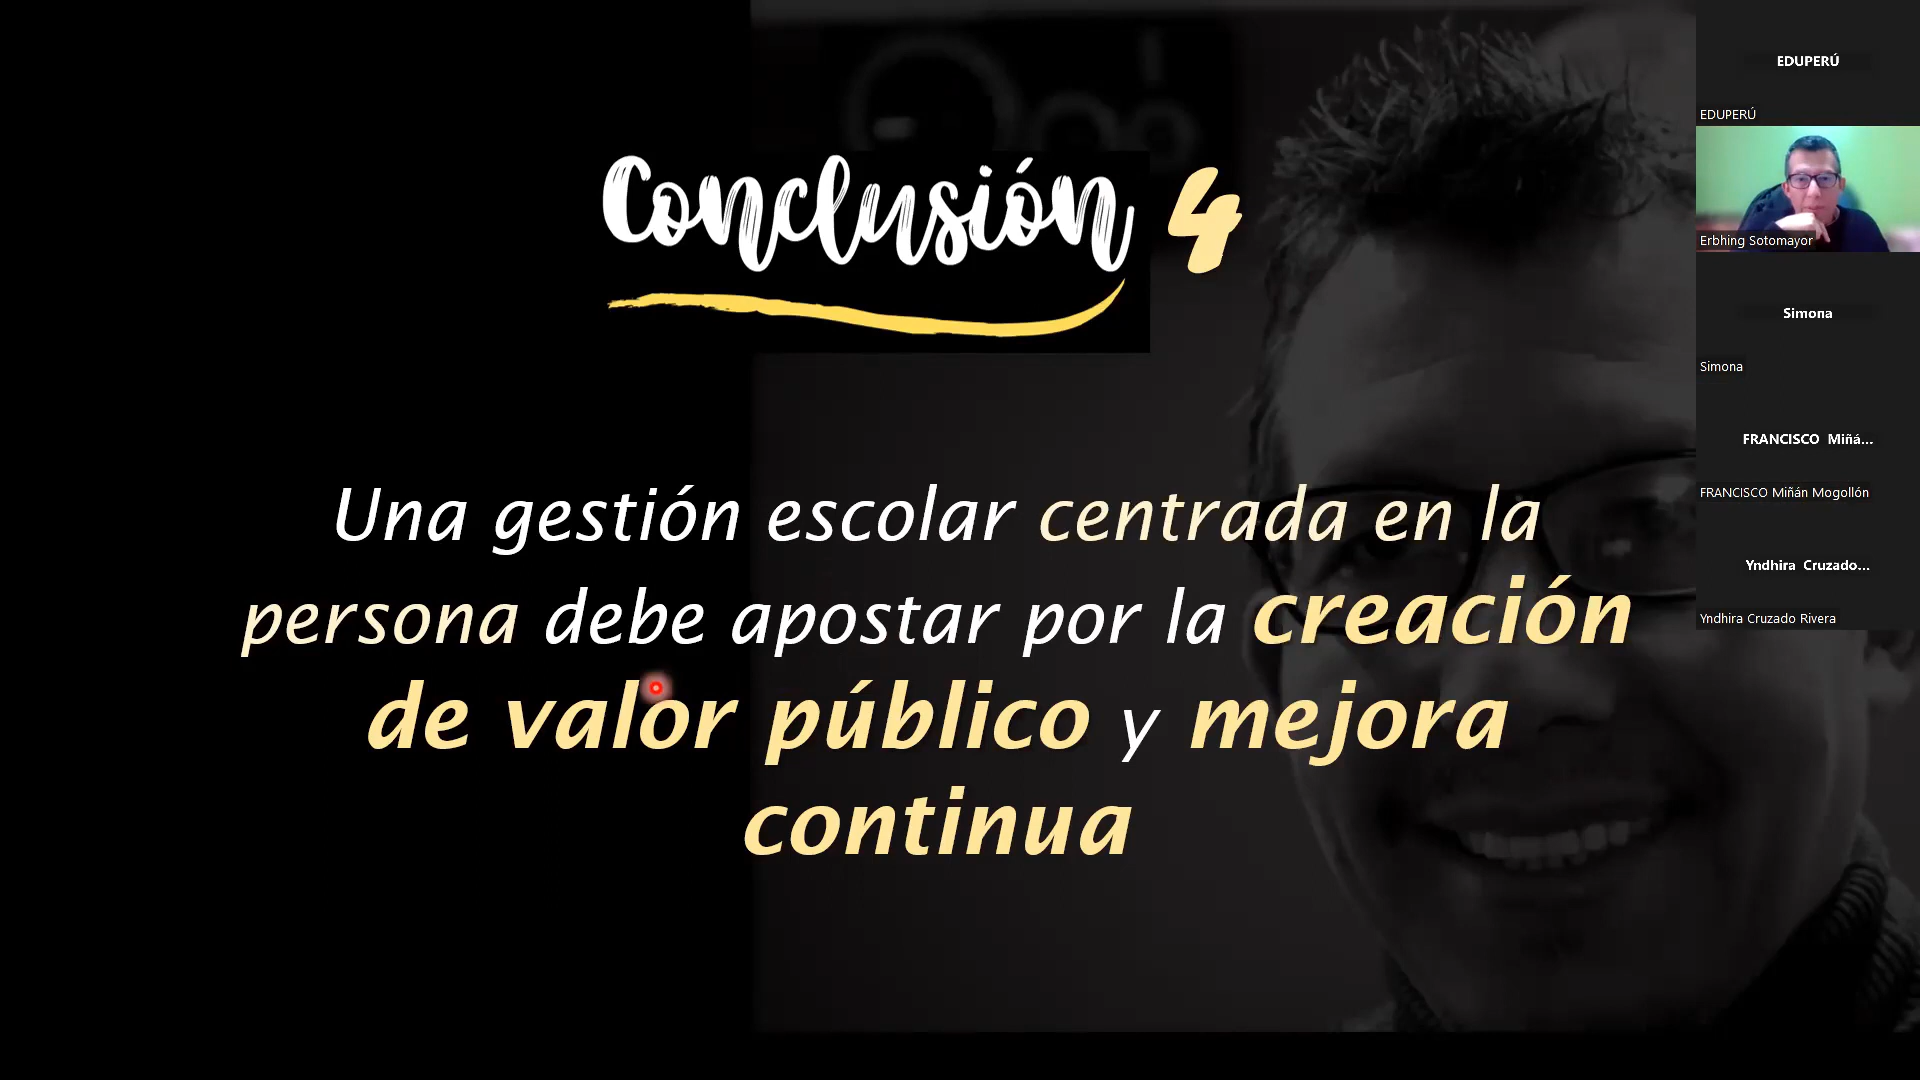 Conclusión 4
Una gestión escolar centrada en la
persona debe apostar por la creación
de valor público y mejora
continua
EDUPERÚ
EDUPERÚ
Erbhing Sotomayor
Simona
Simona
FRANCISCO Miñá...
FRANCISCO Miñán Mogollón
Yndhira Cruzado...
Yndhira Cruzado Rivera